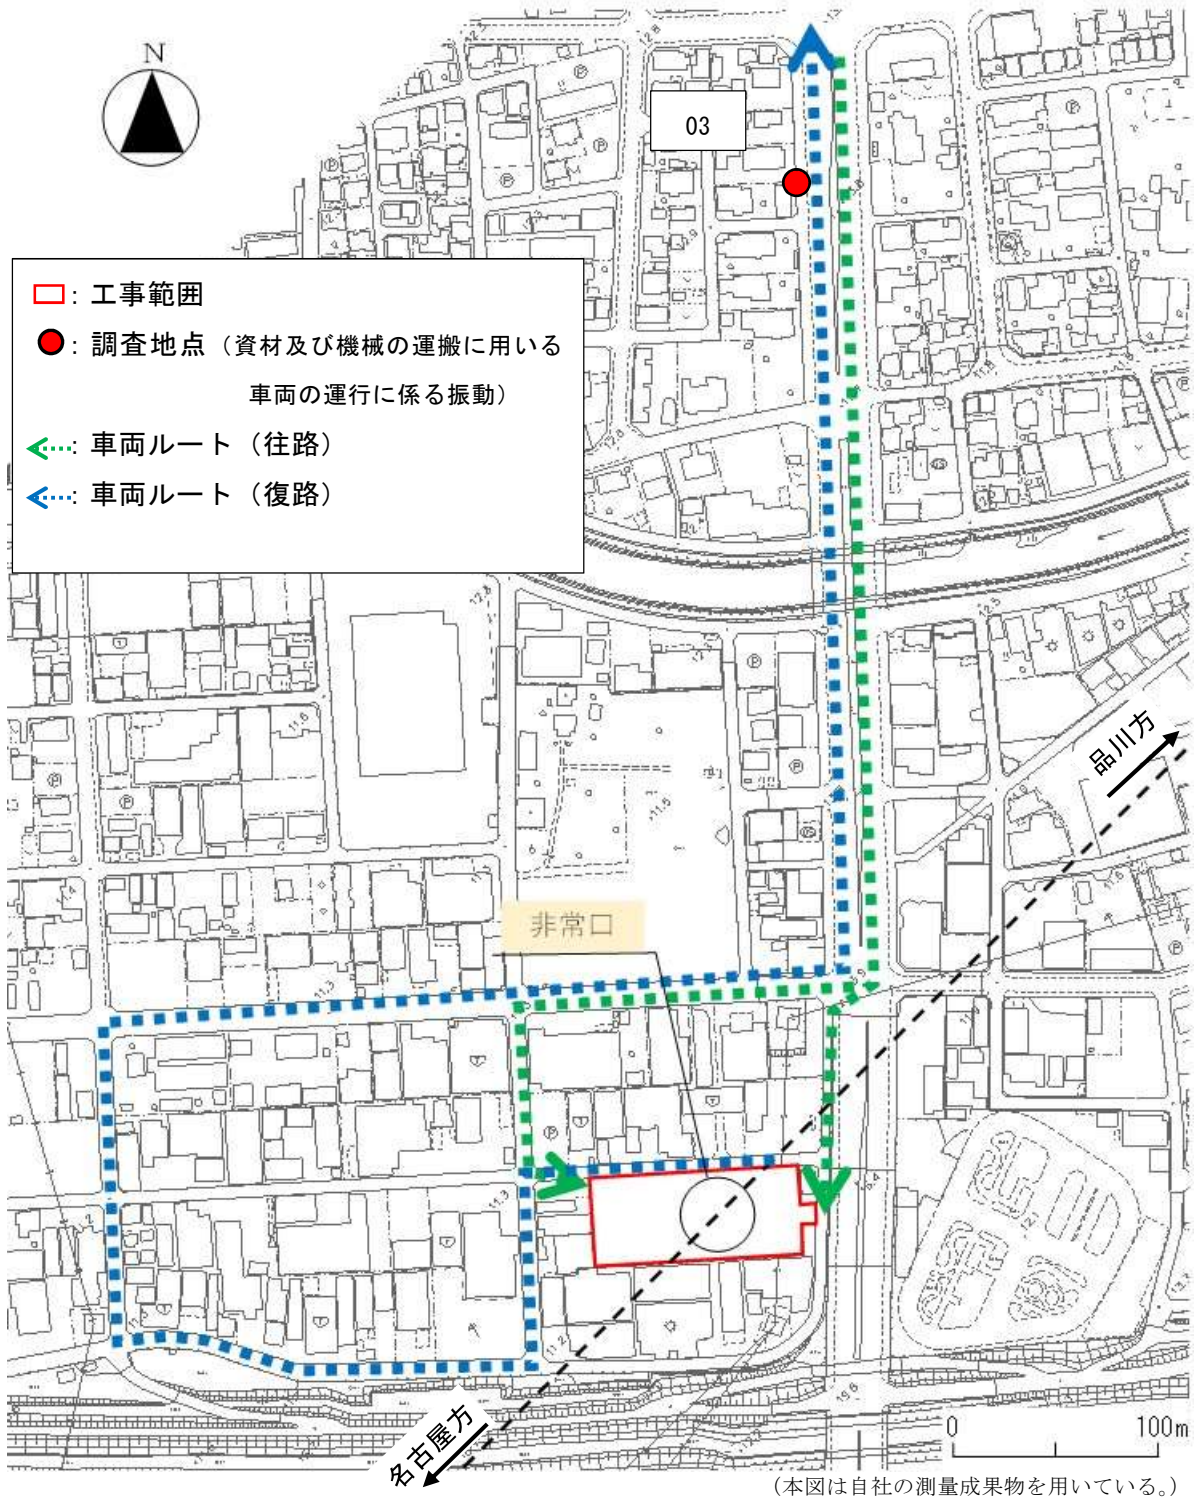 N
03
: 工事範囲
: 調査地点（資材及び機械の運搬に用いる
車両の運行に係る振動）
: 車両ルート（往路）
: 車両ルート（復路）
品川方
非常口
名古屋方
0 100m
（本図は自社の測量成果物を用いている。）